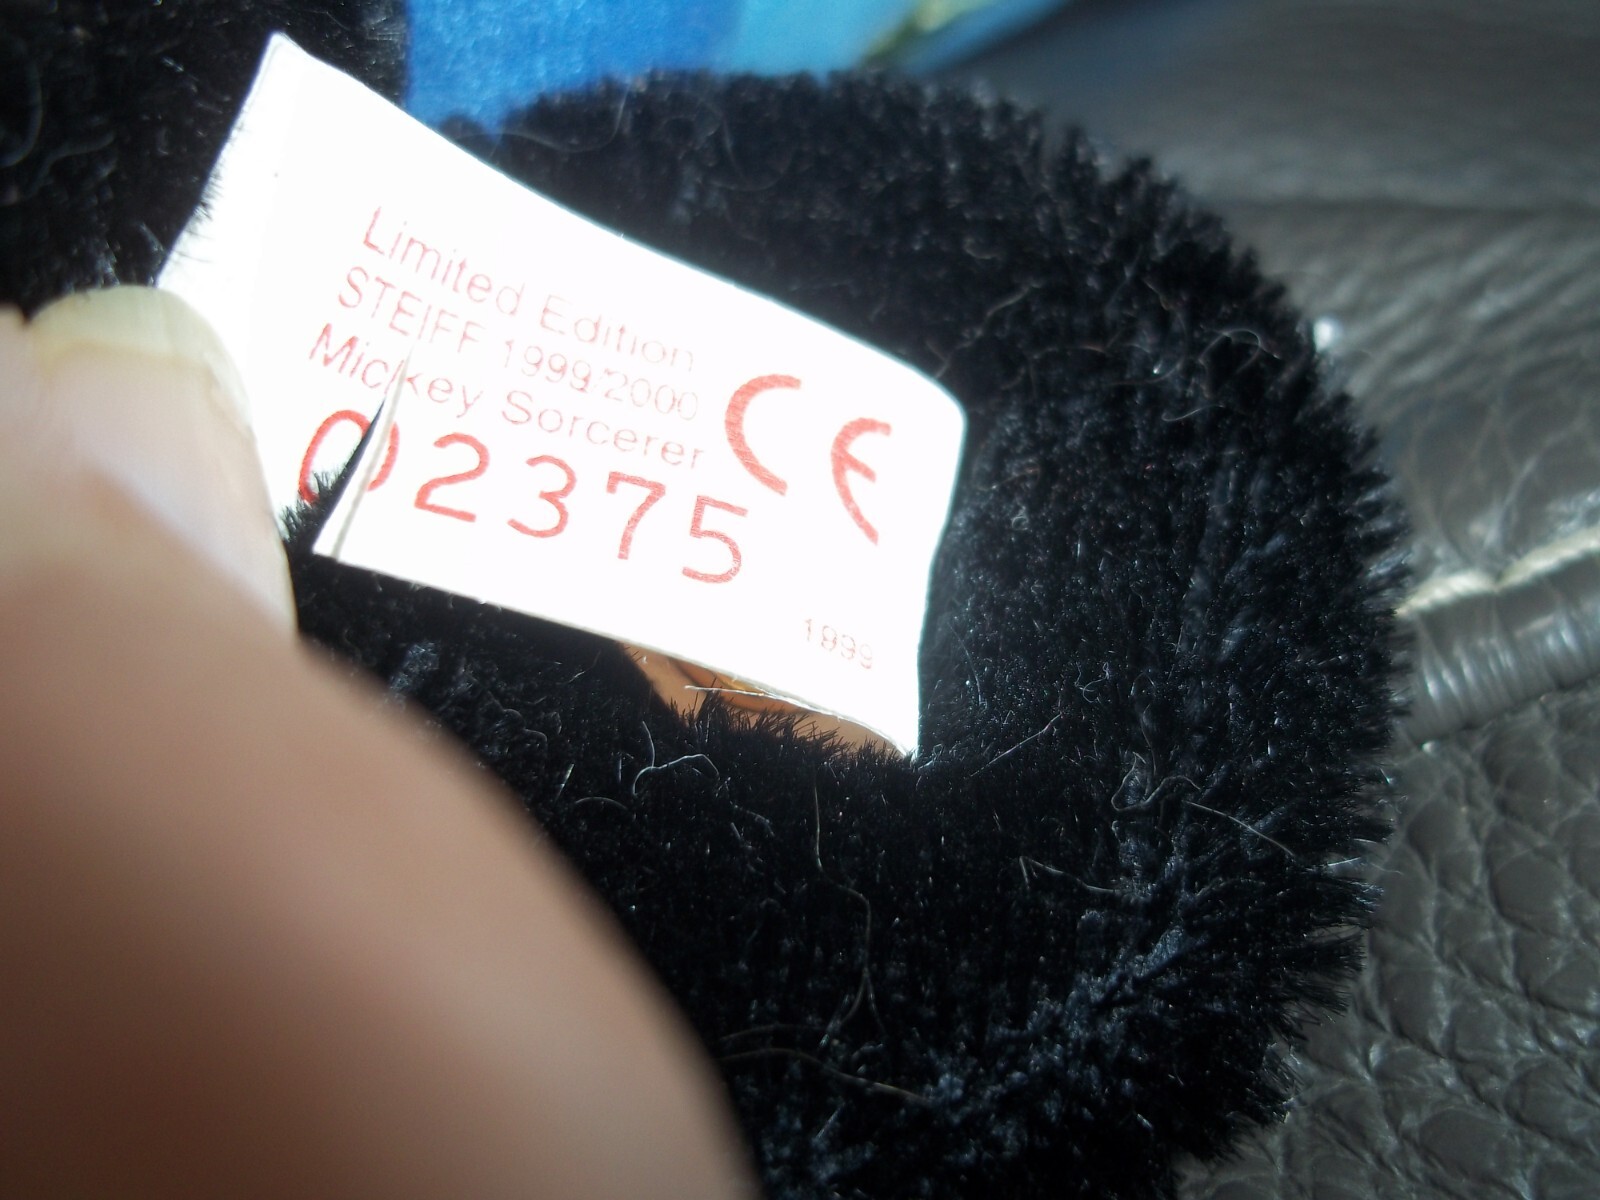 Limited Edition
STEIFF 1999/2000
Mickey Sorcerer
CE
02375
1999